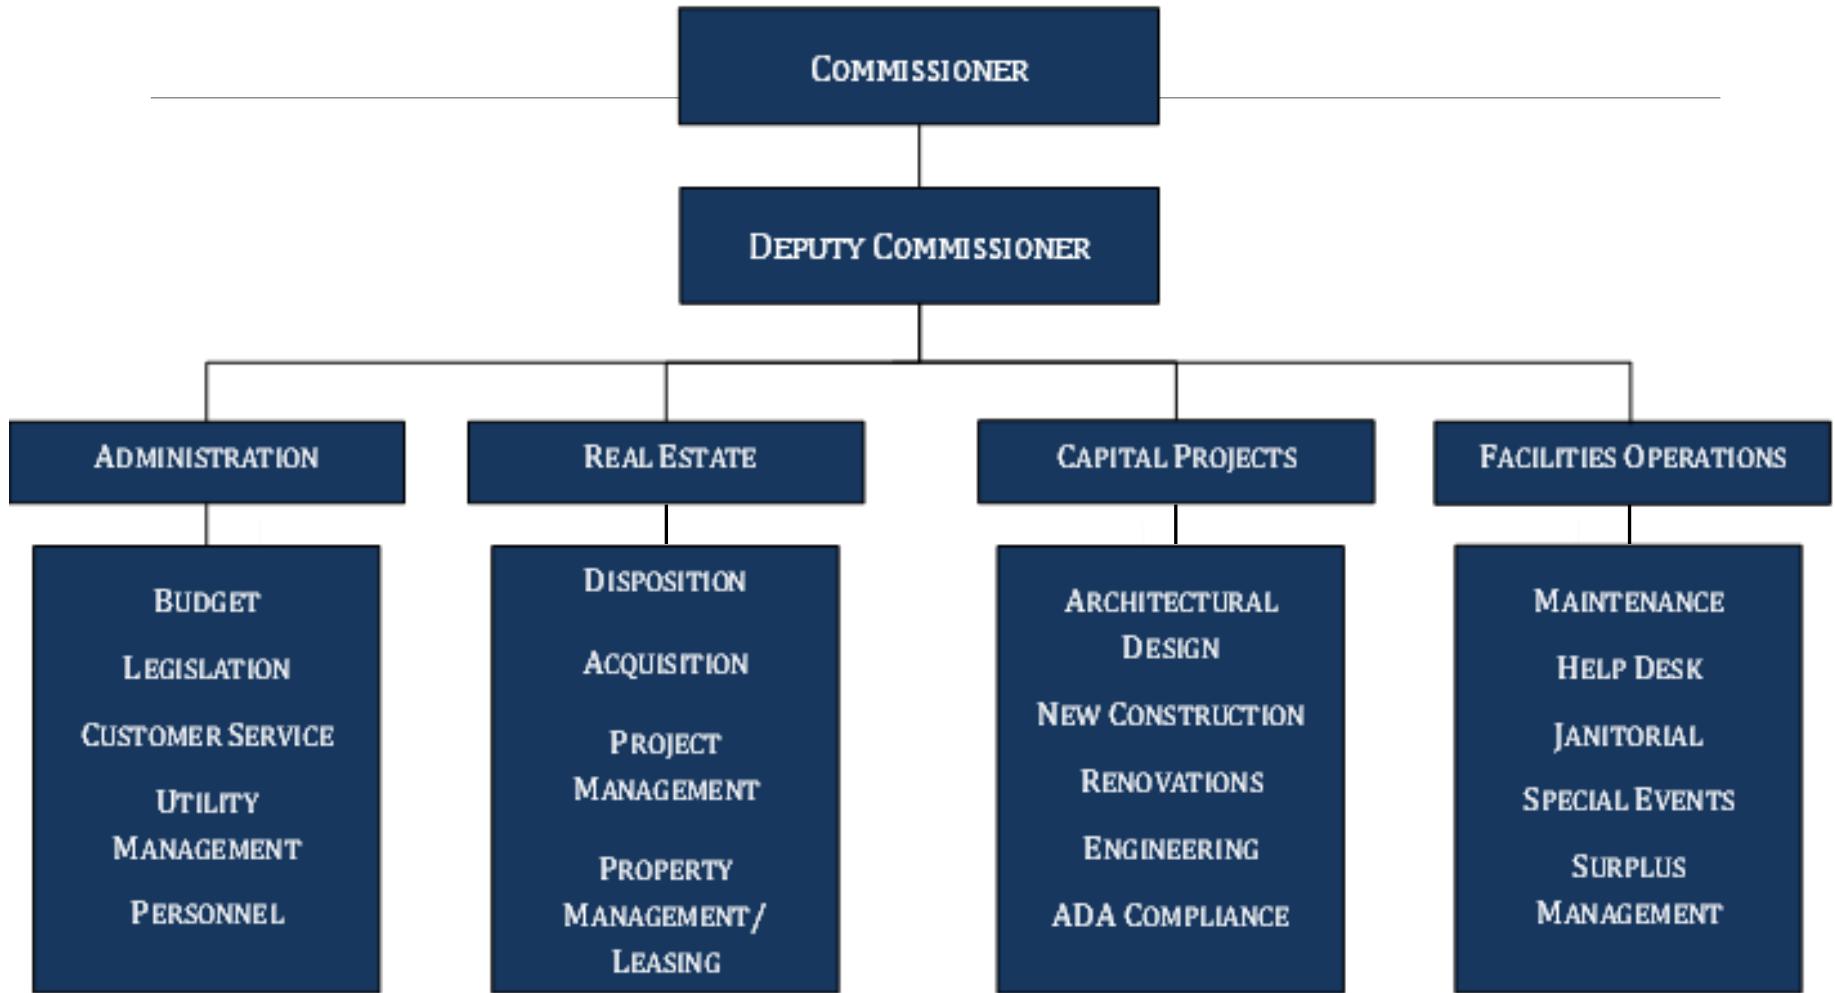 COMMISSIONER
DEPUTY COMMISSIONER
ADMINISTRATION
BUDGET
LEGISLATION
CUSTOMER SERVICE
UTILITY
MANAGEMENT
PERSONNEL
REAL ESTATE
DISPOSITION
ACQUISITION
PROJECT
MANAGEMENT
PROPERTY
MANAGEMENT/
LEASING
CAPITAL PROJECTS
ARCHITECTURAL
DESIGN
NEW CONSTRUCTION
RENOVATIONS
ENGINEERING
ADA COMPLIANCE
FACILITIES OPERATIONS
MAINTENANCE
HELP DESK
JANITORIAL
SPECIAL EVENTS
SURPLUS
MANAGEMENT